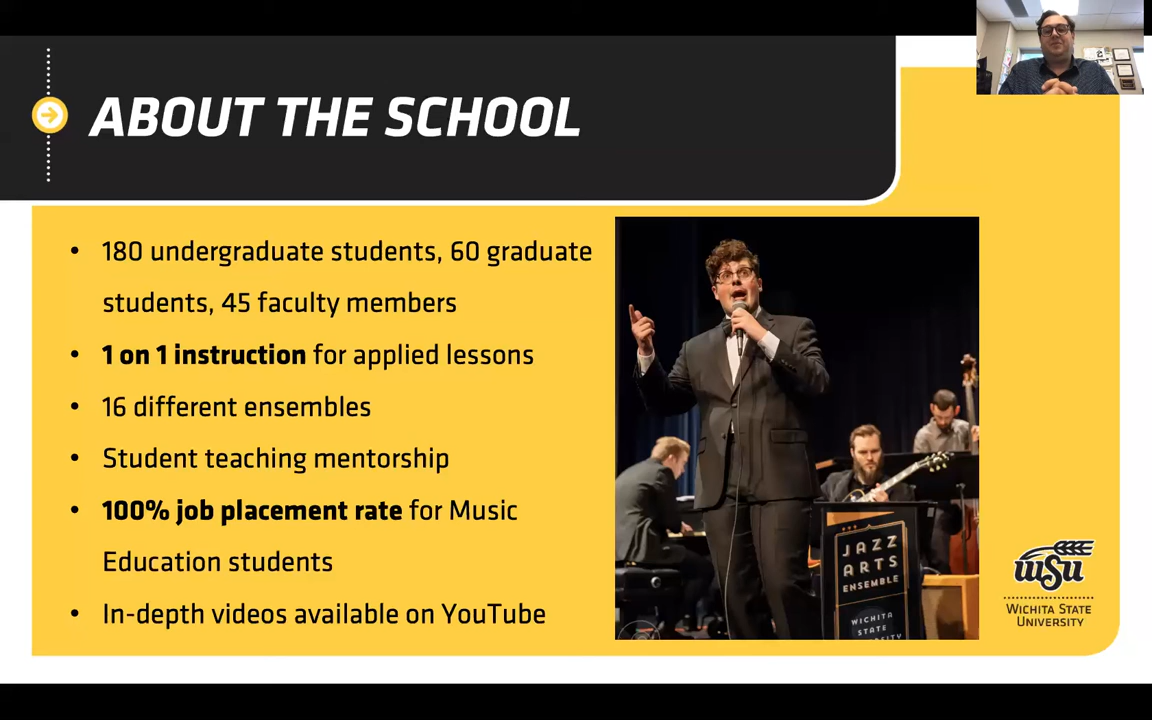 ABOUT THE SCHOOL
• 180 undergraduate students, 60 graduate
students, 45 faculty members
• 1 on 1 instruction for applied lessons
• 16 different ensembles
• Student teaching mentorship
• 100% job placement rate for Music
Education students
• In-depth videos available on YouTube
JAZZ
ARTS
ENSEMBLE
WICHITA
STATE
WSU
WICHITA STATE
UNIVERSITY